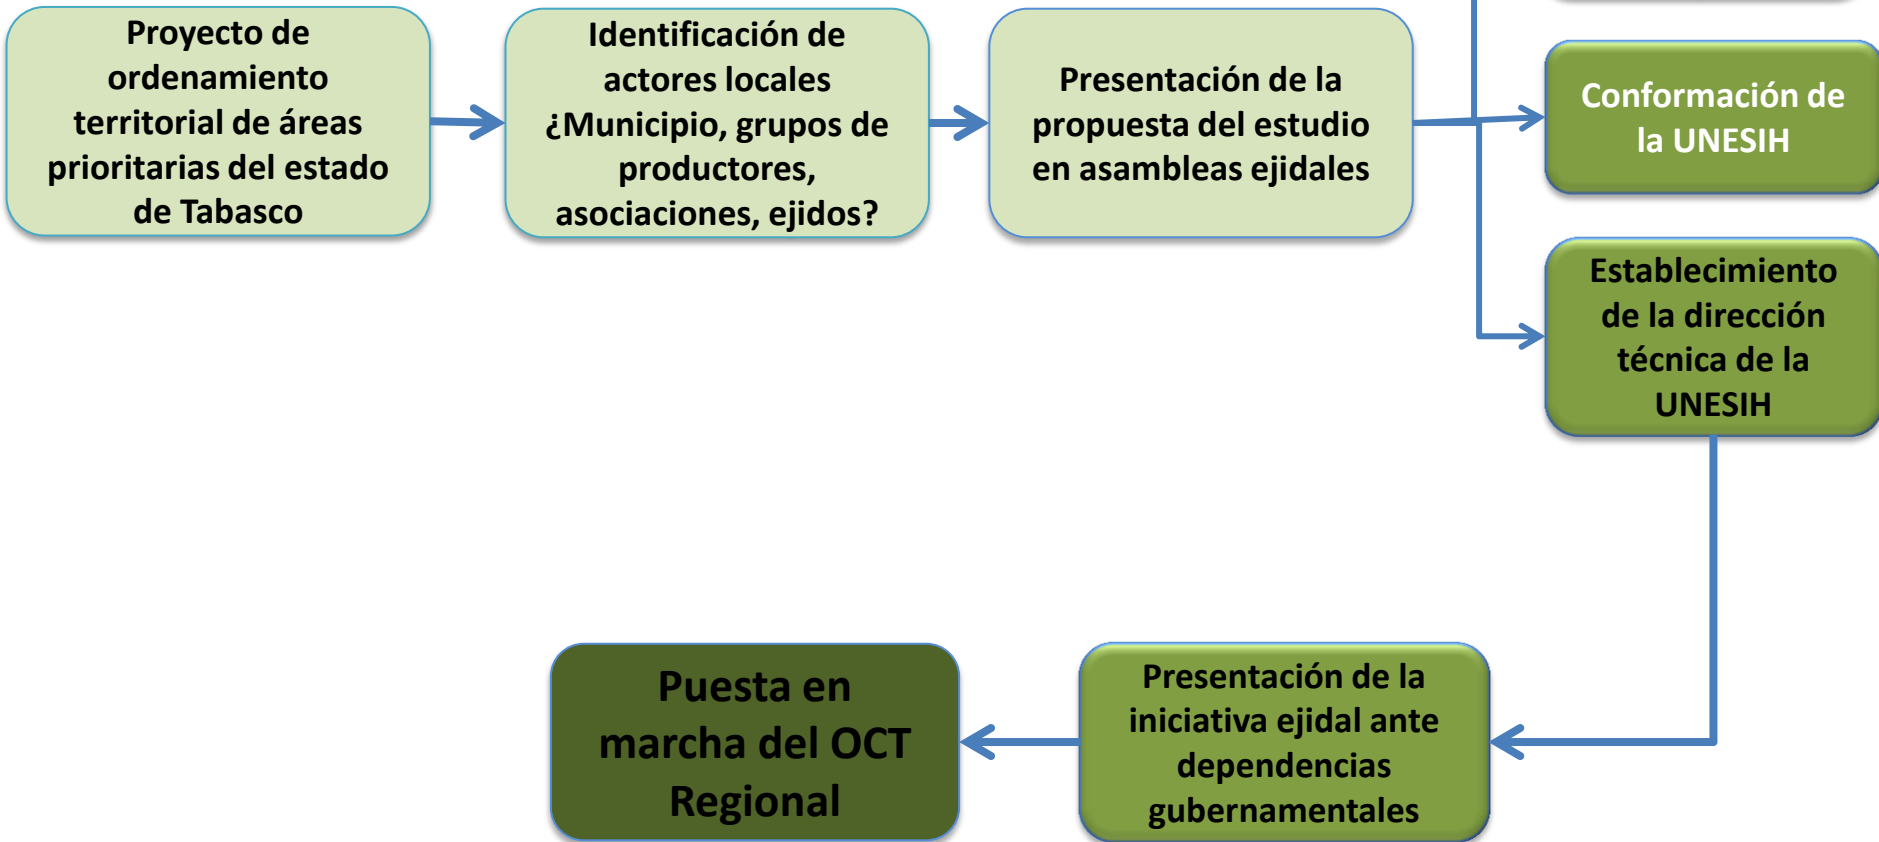 Proyecto de
ordenamiento
territorial de áreas
prioritarias del estado
de Tabasco
Identificación de
actores locales
¿Municipio, grupos de
productores,
asociaciones, ejidos?
Presentación de la
propuesta del estudio
en asambleas ejidales
Conformación de
la UNESIH
Establecimiento
de la dirección
técnica de la
UNESIH
Presentación de la
iniciativa ejidal ante
dependencias
gubernamentales
Puesta en
marcha del OCT
Regional